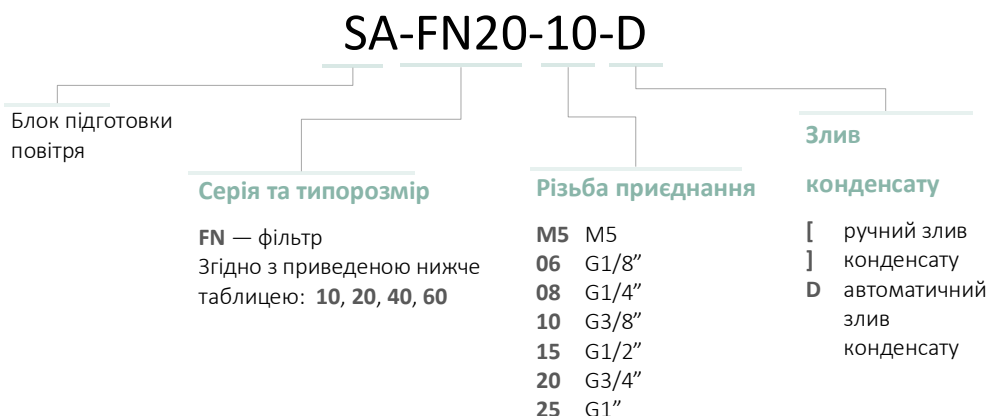 SA-FN20-10-D
Блок підготовки
повітря
Серія та типорозмір
FN — фільтр
Згідно з приведеною нижче
таблицею: 10, 20, 40, 60
Різьба приєднання
M5 M5
06 G1/8”
08 G1/4”
10 G3/8”
15 G1/2”
20 G3/4”
25 G1”
Злив
конденсату
[ ручний злив
] конденсату
D автоматичний
злив
конденсату